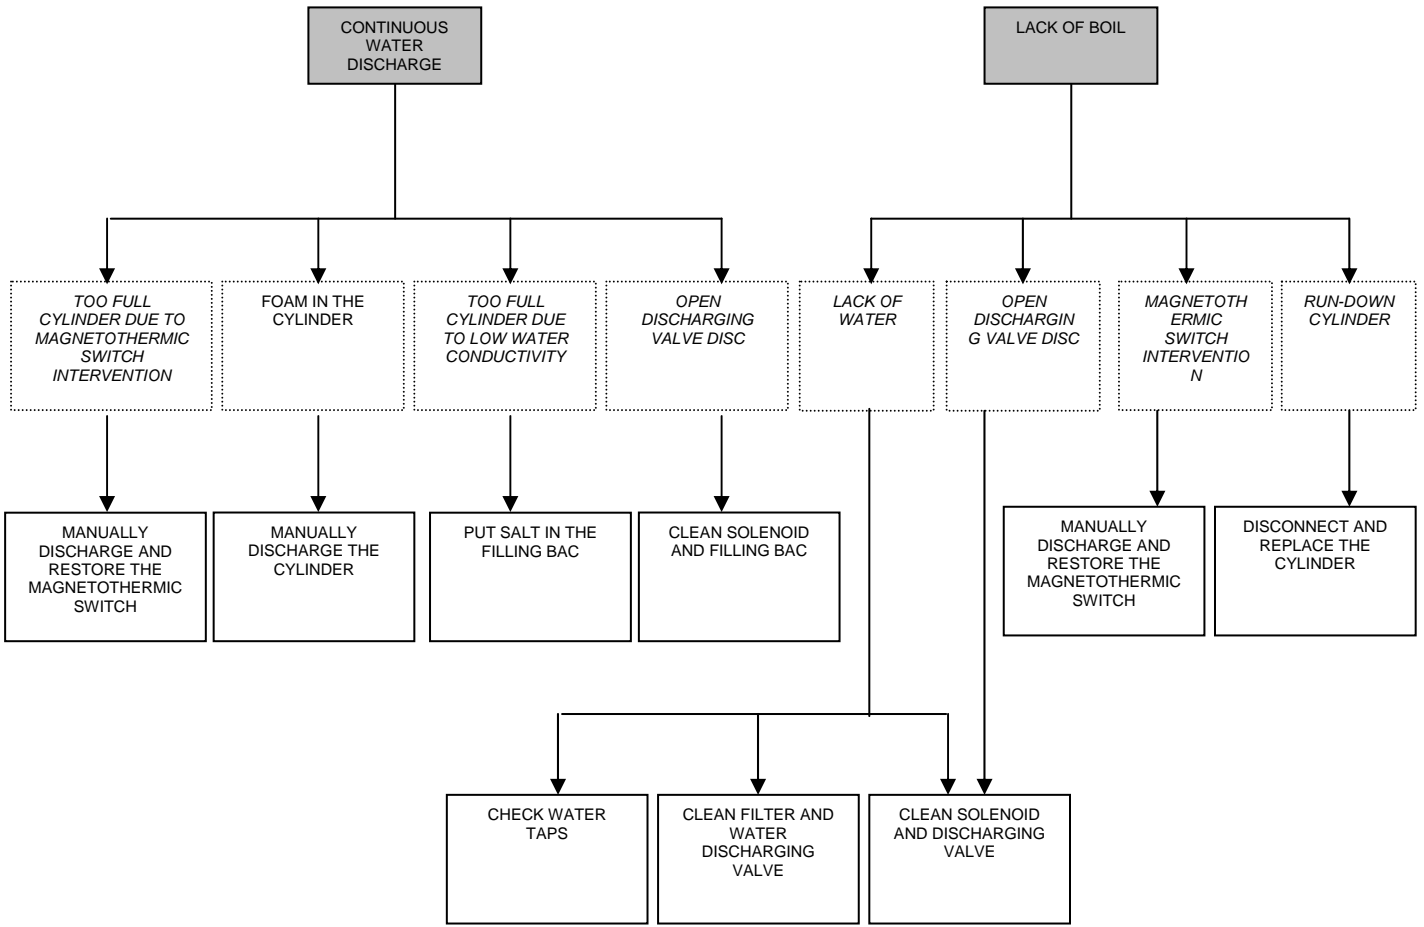 CONTINUOUS
WATER
DISCHARGE
LACK OF BOIL
TOO FULL
CYLINDER DUE TO
MAGNETOTHERMIC
SWITCH
INTERVENTION
FOAM IN THE
CYLINDER
TOO FULL
CYLINDER DUE
TO LOW WATER
CONDUCTIVITY
OPEN
DISCHARGING
VALVE DISC
LACK OF
WATER
OPEN
DISCHARGIN
G VALVE DISC
MAGNETOTH
ERMIC
SWITCH
INTERVENTIO
N
RUN-DOWN
CYLINDER
MANUALLY
DISCHARGE AND
RESTORE THE
MAGNETOTHERMIC
SWITCH
MANUALLY
DISCHARGE THE
CYLINDER
PUT SALT IN THE
FILLING BAC
CLEAN SOLENOID
AND FILLING BAC
MANUALLY
DISCHARGE AND
RESTORE THE
MAGNETOTHERMIC
SWITCH
DISCONNECT AND
REPLACE THE
CYLINDER
CHECK WATER
TAPS
CLEAN FILTER AND
WATER
DISCHARGING
VALVE
CLEAN SOLENOID
AND DISCHARGING
VALVE